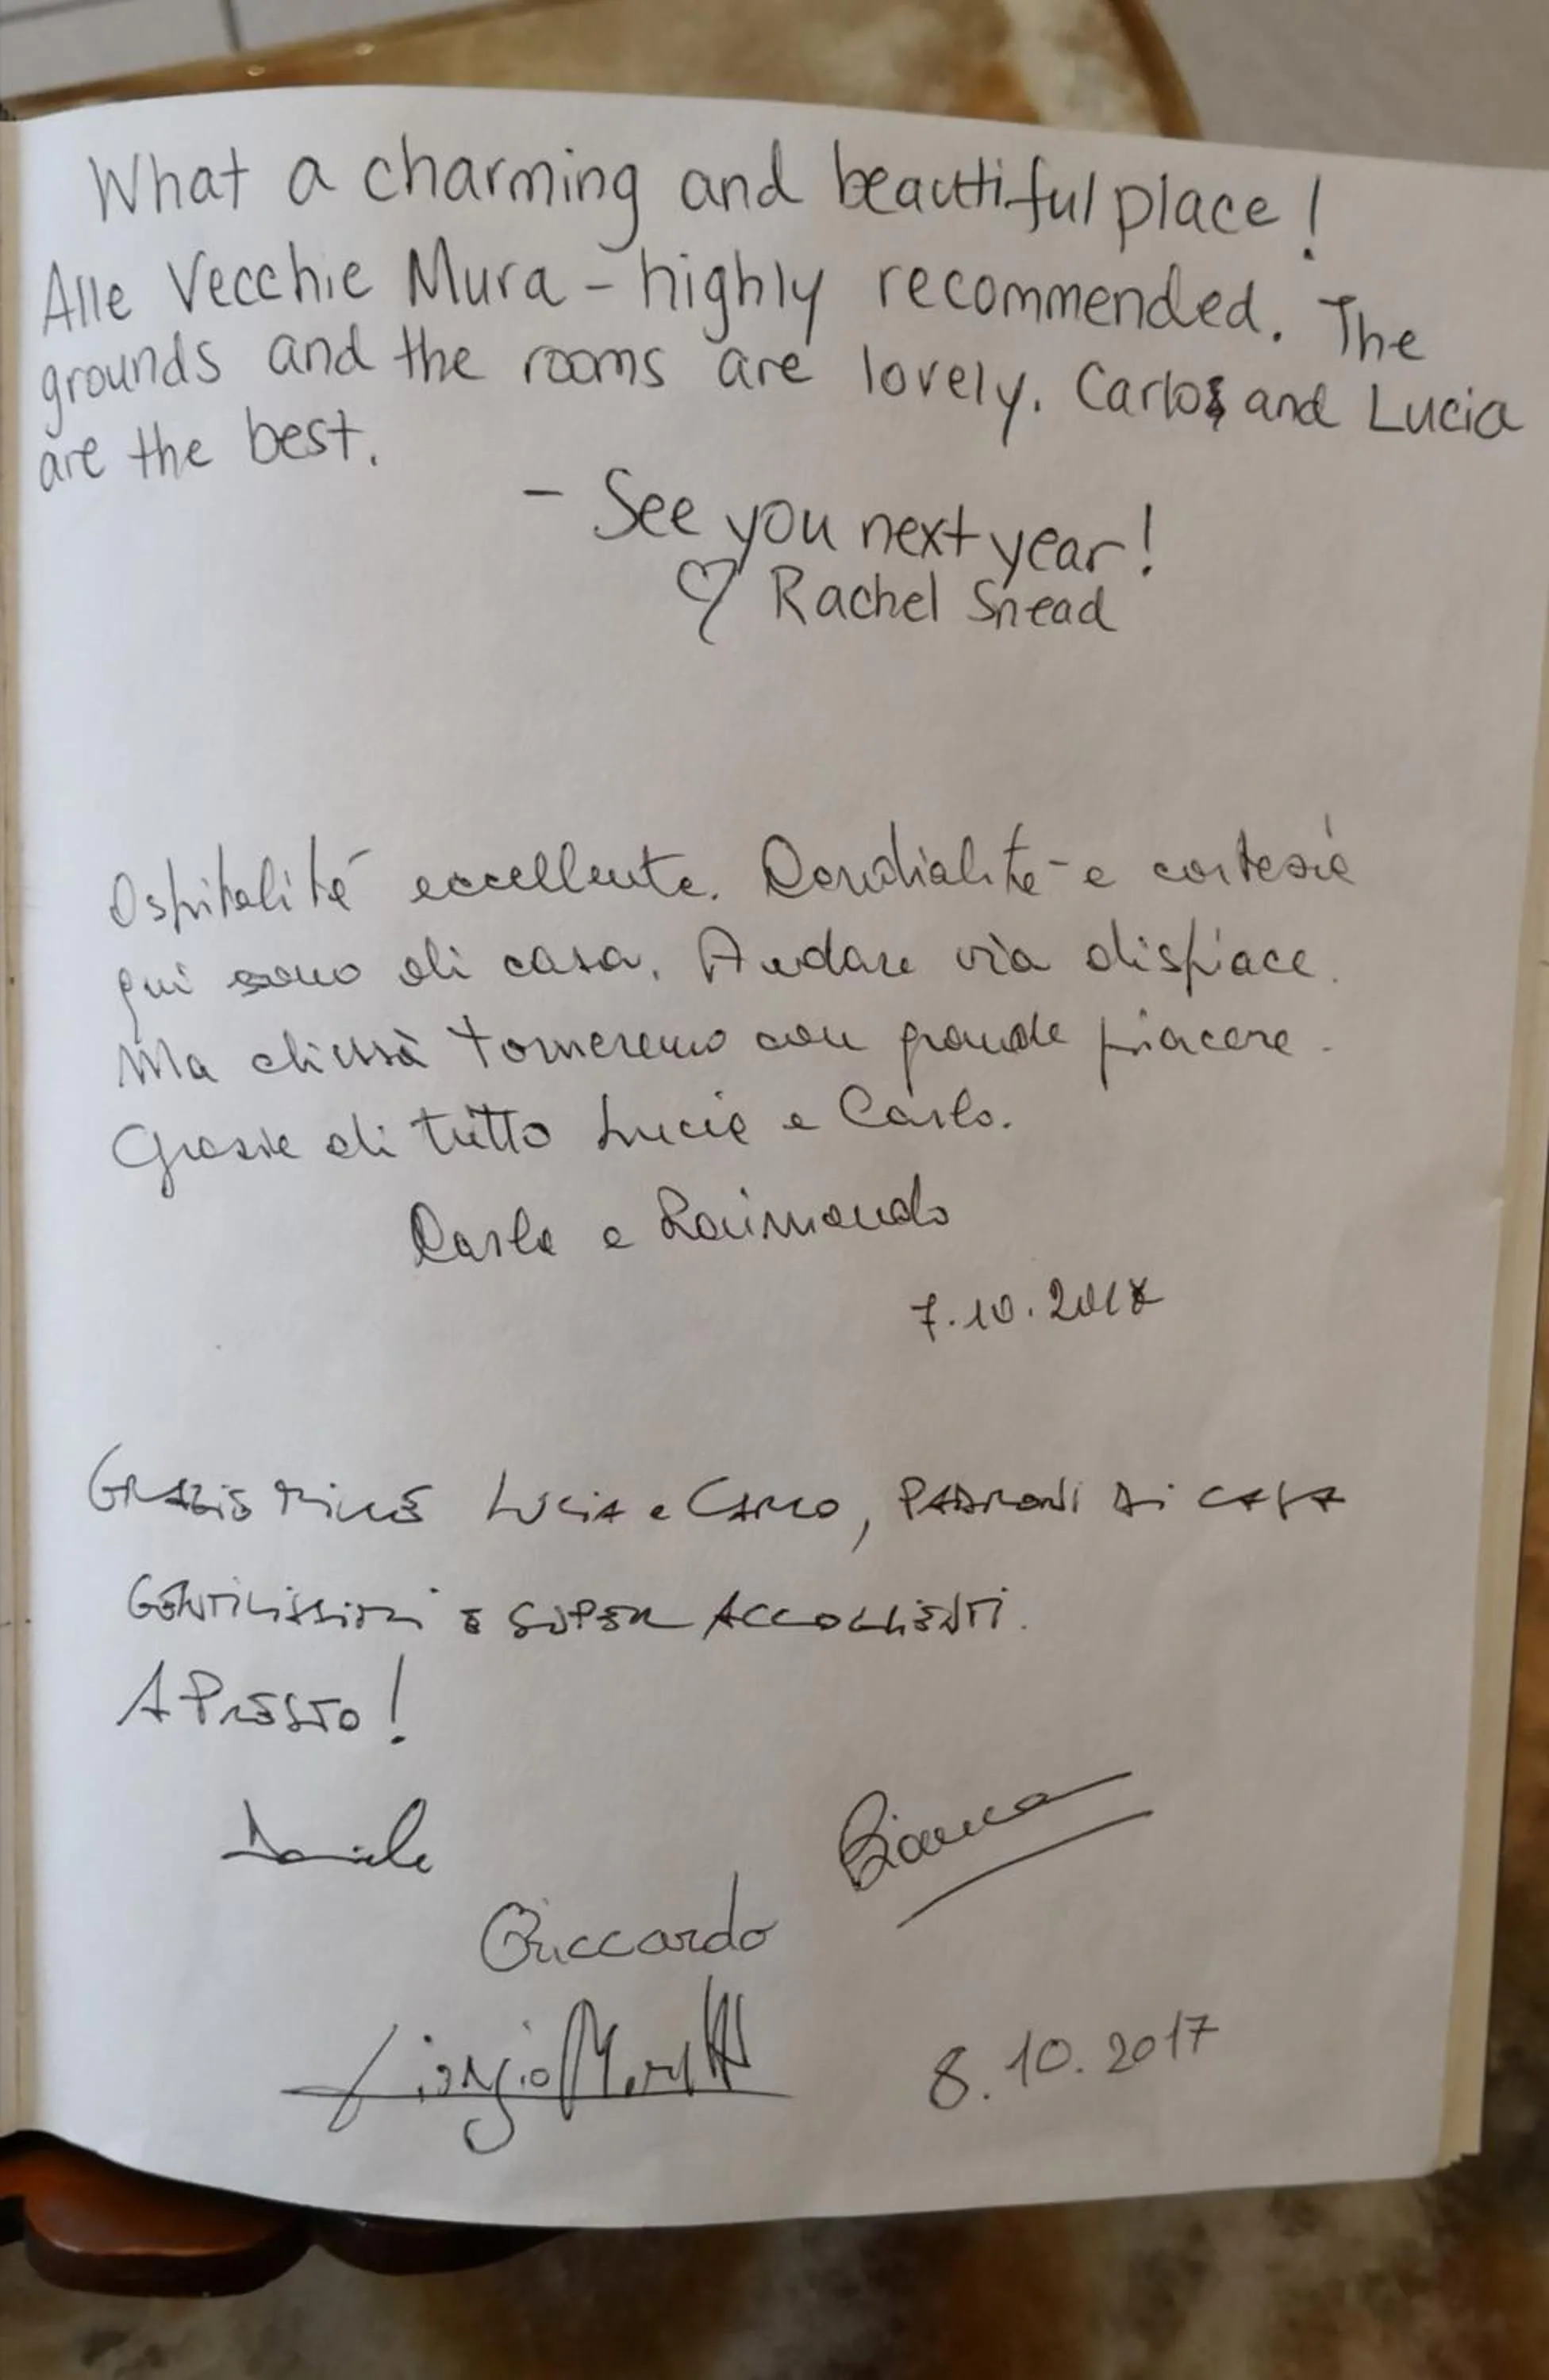 What a charming and beautiful place!
Alle Vecchie Mura - highly recommended. The
grounds and the rooms are lovely. Carlo and Lucia
are the best.
- See you next year!
♡ Rachel Snead
Ospitalità eccellente. Cordialità e cortesia
qui sono di casa. Andare via dispiace.
Ma chissà torneremo con grande piacere.
Grazie di tutto Lucia e Carlo.
Carla e Raimondo
7.10.2017
GRAZIE MILLE LUCIA e CARLO, PADRONI DI CASA
GENTILISSIMI E SUPER ACCOGLIENTI.
A PRESTO!
Daniele
Bianca
Riccardo
Giorgio
8.10.2017